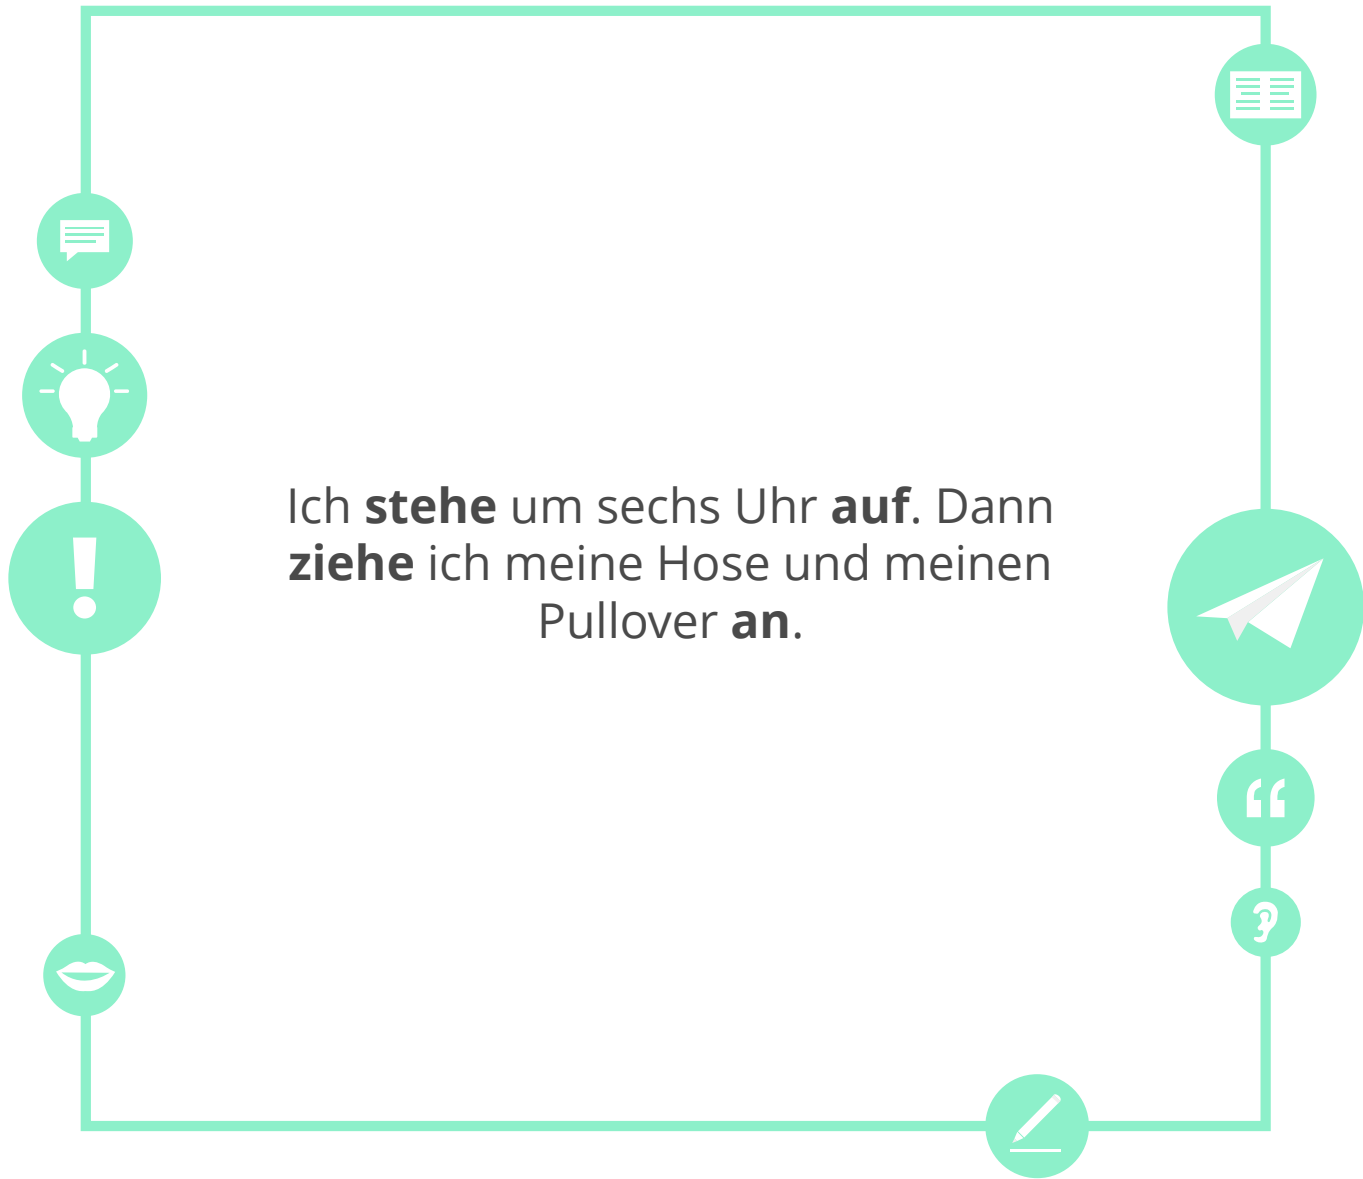 Ich stehe um sechs Uhr auf. Dann
ziehe ich meine Hose und meinen
Pullover an.